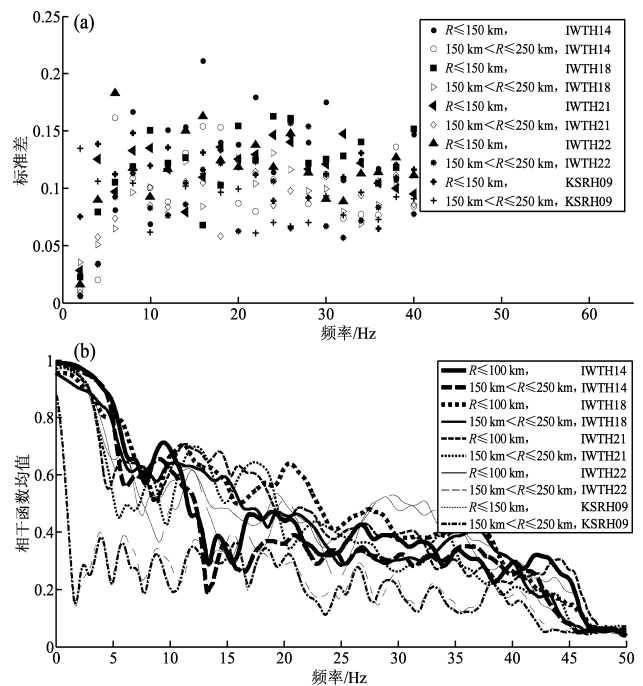 (a)
0.25
0.2
0.15
0.1
0.05
0
标准差
0 10 20 30 40 50 60
频率/Hz
R≤150 km, IWTH14
150 km<R≤250 km, IWTH14
R≤150 km, IWTH18
150 km<R≤250 km, IWTH18
R≤150 km, IWTH21
150 km<R≤250 km, IWTH21
R≤150 km, IWTH22
150 km<R≤250 km, IWTH22
R≤150 km, KSRH09
150 km<R≤250 km, KSRH09
(b)
1
0.8
0.6
0.4
0.2
0
相干函数均值
0 5 10 15 20 25 30 35 40 45 50
频率/Hz
R≤100 km, IWTH14
150 km<R≤250 km, IWTH14
R≤100 km, IWTH18
150 km<R≤250 km, IWTH18
R≤100 km, IWTH21
150 km<R≤250 km, IWTH21
R≤100 km, IWTH22
150 km<R≤250 km, IWTH22
R≤150 km, KSRH09
150 km<R≤250 km, KSRH09